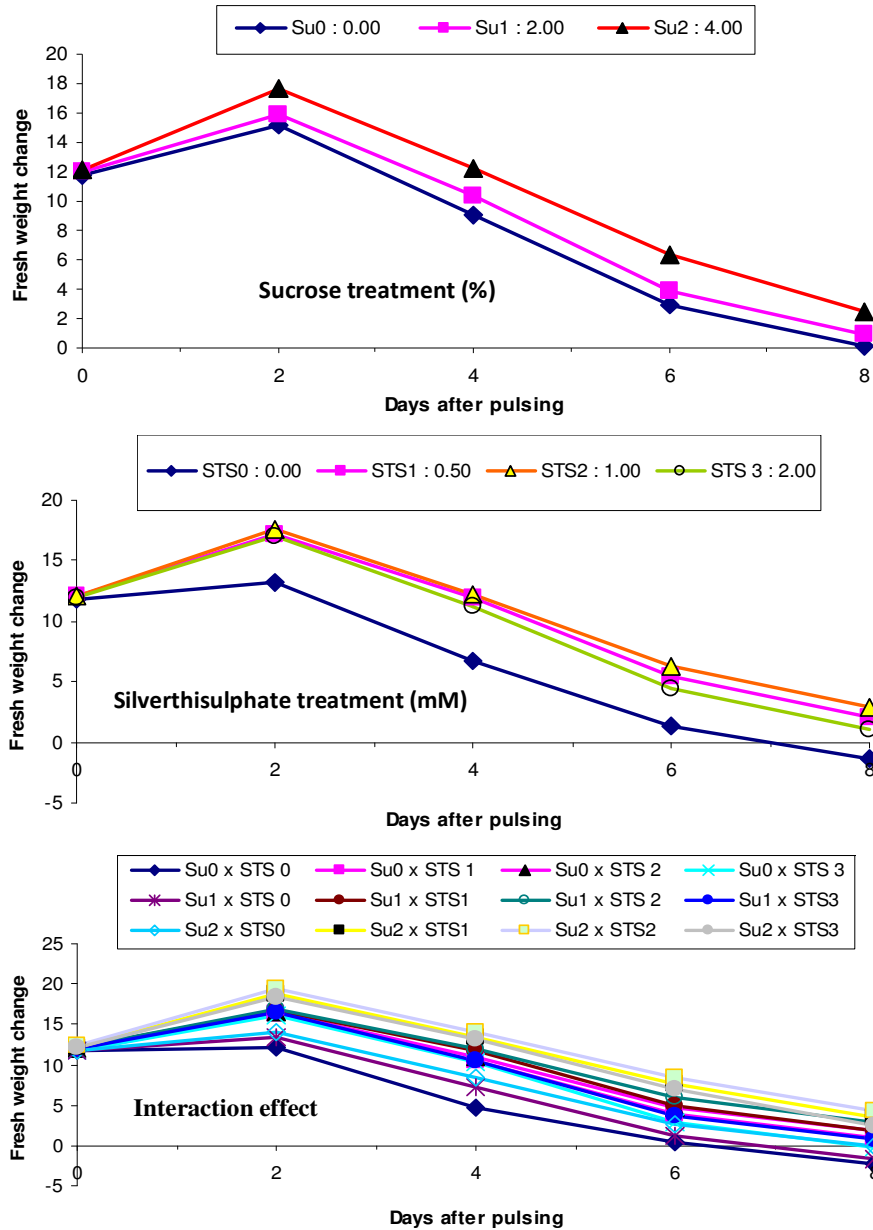 Su0 : 0.00 Su1 : 2.00 Su2 : 4.00
20
18
16
14
12
10
8
6
4
2
0
Fresh weight change
Sucrose treatment (%)
0 2 4 6 8
Days after pulsing
STS0 : 0.00 STS1 : 0.50 STS2 : 1.00 STS 3 : 2.00
20
15
10
5
0
-5
Fresh weight change
Silverthisulphate treatment (mM)
0 2 4 6 8
Days after pulsing
Su0 x STS 0 Su0 x STS 1 Su0 x STS 2 Su0 x STS 3
Su1 x STS 0 Su1 x STS1 Su1 x STS 2 Su1 x STS3
Su2 x STS0 Su2 x STS1 Su2 x STS2 Su2 x STS3
25
20
15
10
5
0
-5
Fresh weight change
Interaction effect
0 2 4 6 8
Days after pulsing